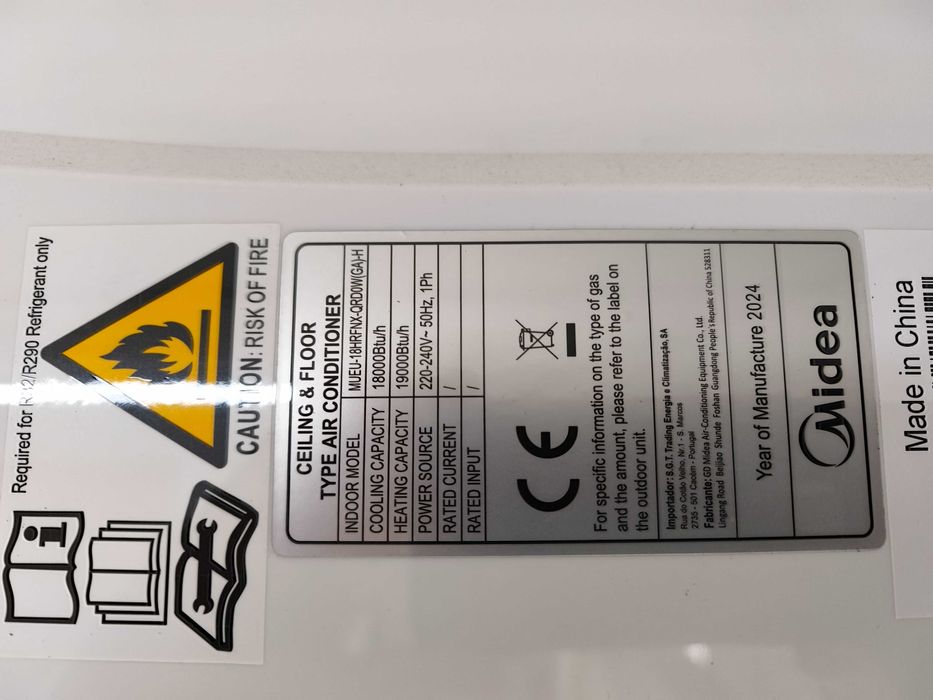 Required for R32/R290 Refrigerant only
CAUTION: RISK OF FIRE
CEILING & FLOOR
TYPE AIR CONDITIONER
INDOOR MODEL MUEU-18HRFNX-QRD0W(GA)-H
COOLING CAPACITY 18000Btu/h
HEATING CAPACITY 19000Btu/h
POWER SOURCE 220-240V~ 50Hz, 1Ph
RATED CURRENT /
RATED INPUT /
CE
For specific information on the type of gas
and the amount, please refer to the label on
the outdoor unit.
Importador: S.G.T. Trading Energia e Climatização, SA
Rua do Costão Velho, Nr.1 - S. Marcos
2735 - 501 Cacém - Portugal
Fabricante: GD Midea Air-Conditioning Equipment Co., Ltd.
Lingang Road Beijiao Shunde Foshan Guangdong People's Republic of China 528311
Year of Manufacture 2024
Midea
Made in China